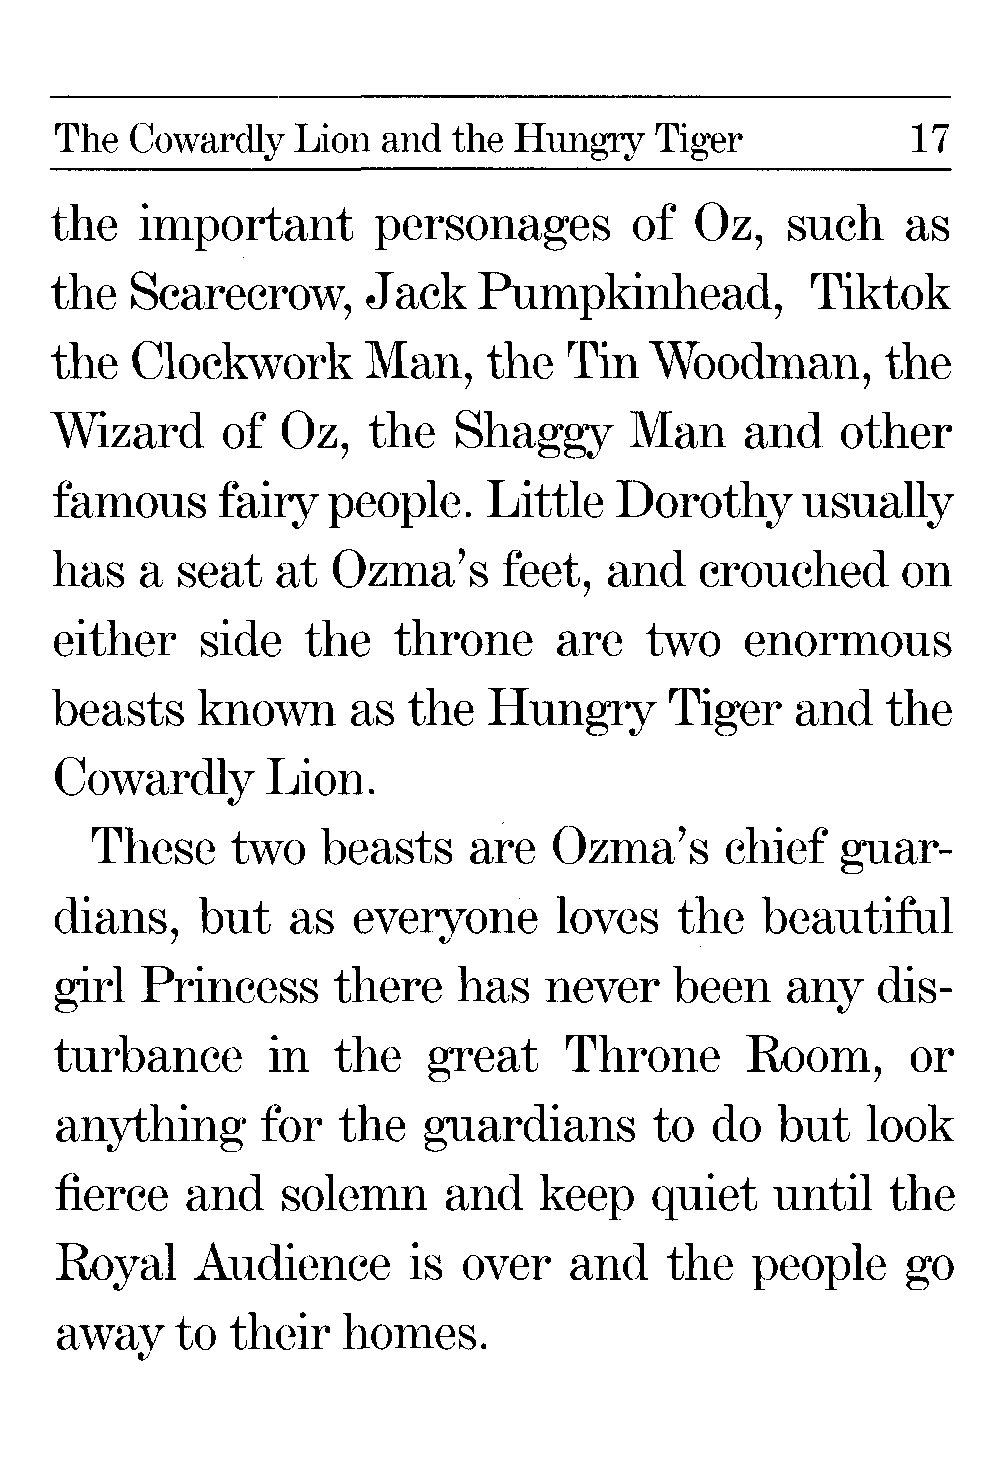 The Cowardly Lion and the Hungry Tiger 17
the important personages of Oz, such as
the Scarecrow, Jack Pumpkinhead, Tiktok
the Clockwork Man, the Tin Woodman, the
Wizard of Oz, the Shaggy Man and other
famous fairy people. Little Dorothy usually
has a seat at Ozma's feet, and crouched on
either side the throne are two enormous
beasts known as the Hungry Tiger and the
Cowardly Lion.
These two beasts are Ozma's chief guar-
dians, but as everyone loves the beautiful
girl Princess there has never been any dis-
turbance in the great Throne Room, or
anything for the guardians to do but look
fierce and solemn and keep quiet until the
Royal Audience is over and the people go
away to their homes.